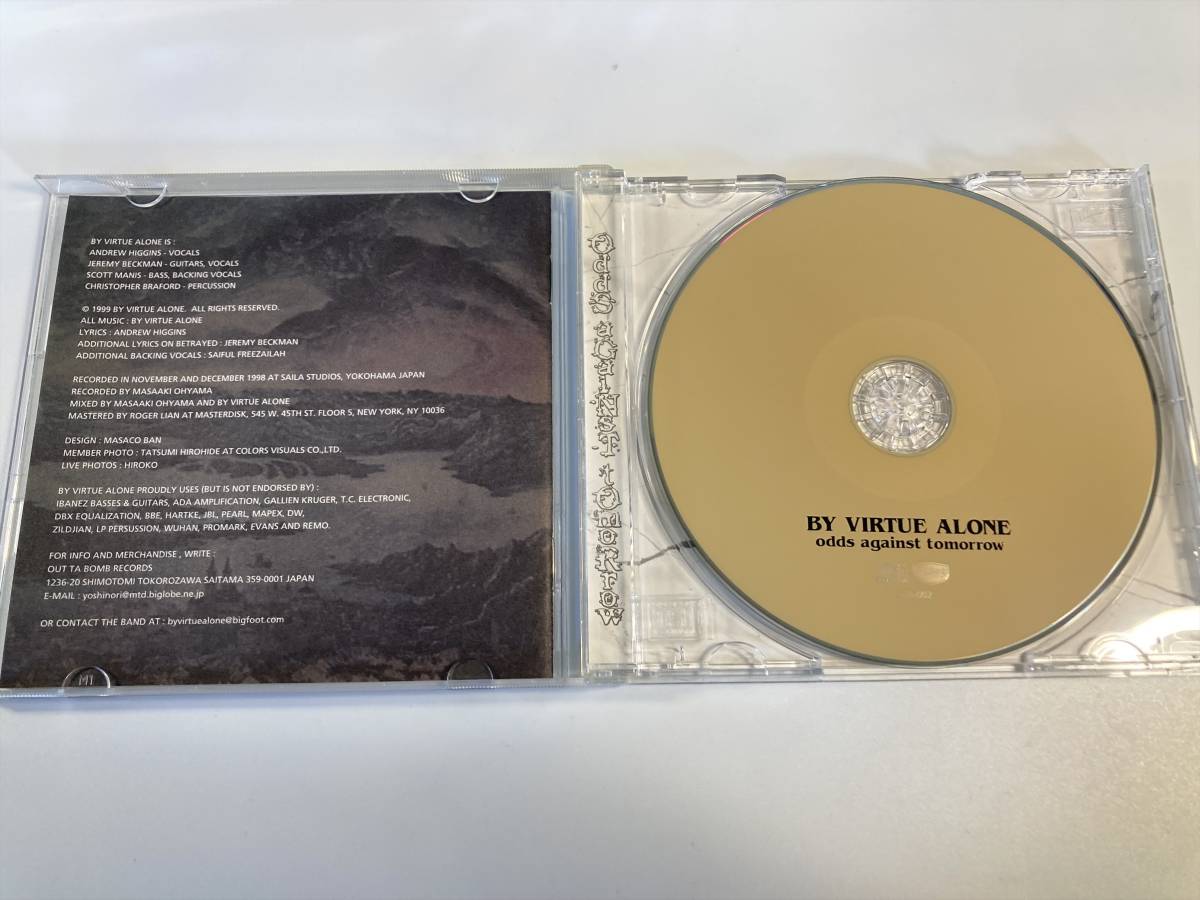 BY VIRTUE ALONE IS :
ANDREW HIGGINS - VOCALS
JEREMY BECKMAN - GUITARS, VOCALS
SCOTT MANIS - BASS, BACKING VOCALS
CHRISTOPHER BRAFORD - PERCUSSION
© 1999 BY VIRTUE ALONE. ALL RIGHTS RESERVED.
ALL MUSIC : BY VIRTUE ALONE
LYRICS : ANDREW HIGGINS
ADDITIONAL LYRICS ON BETRAYED : JEREMY BECKMAN
ADDITIONAL BACKING VOCALS : SAIFUL FREEZAILAH
RECORDED IN NOVEMBER AND DECEMBER 1998 AT SAILA STUDIOS, YOKOHAMA JAPAN
RECORDED BY MASAAKI OHYAMA
MIXED BY MASAAKI OHYAMA AND BY VIRTUE ALONE
MASTERED BY ROGER LIAN AT MASTERDISK, 545 W. 45TH ST. FLOOR 5, NEW YORK, NY 10036
DESIGN : MASACO BAN
MEMBER PHOTO : TATSUMI HIROHIDE AT COLORS VISUALS CO.,LTD.
LIVE PHOTOS : HIROKO
BY VIRTUE ALONE PROUDLY USES (BUT IS NOT ENDORSED BY) :
IBANEZ BASSES & GUITARS, ADA AMPLIFICATION, GALLIEN KRUGER, T.C. ELECTRONIC,
DBX EQUALIZATION, BBE, HARTKE, JBL, PEARL, MAPEX, DW,
ZILDJIAN, LP PERSUSSION, WUHAN, PROMARK, EVANS AND REMO.
FOR INFO AND MERCHANDISE , WRITE :
OUT TA BOMB RECORDS
1236-20 SHIMOTOMI TOKOROZAWA SAITAMA 359-0001 JAPAN
E-MAIL : yoshinori@mtd.biglobe.ne.jp
OR CONTACT THE BAND AT : byvirtuealone@bigfoot.com
BY VIRTUE ALONE
odds against tomorrow